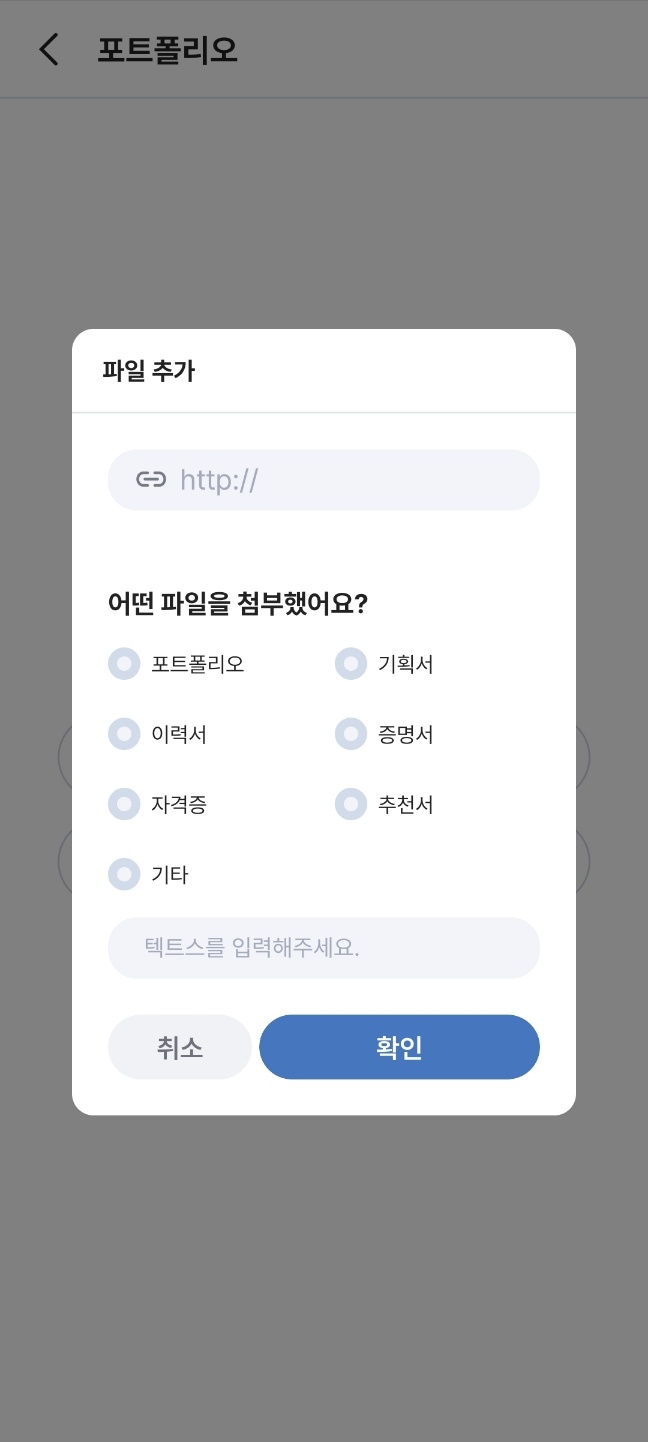 포트폴리오
파일 추가
http://
어떤 파일을 첨부했어요?
포트폴리오 기획서
이력서 증명서
자격증 추천서
기타
텍트스를 입력해주세요.
취소 확인